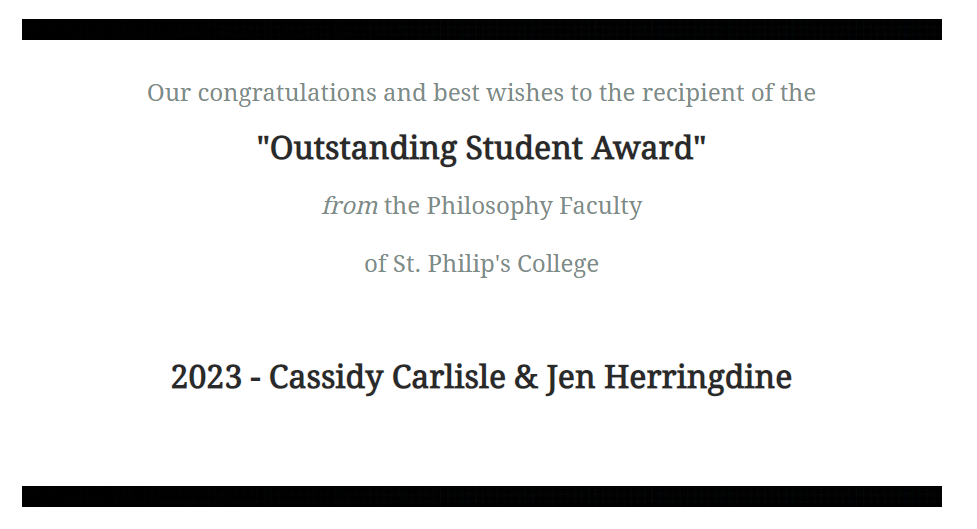 Our congratulations and best wishes to the recipient of the
"Outstanding Student Award"
from the Philosophy Faculty
of St. Philip's College
2023 - Cassidy Carlisle & Jen Herringdine